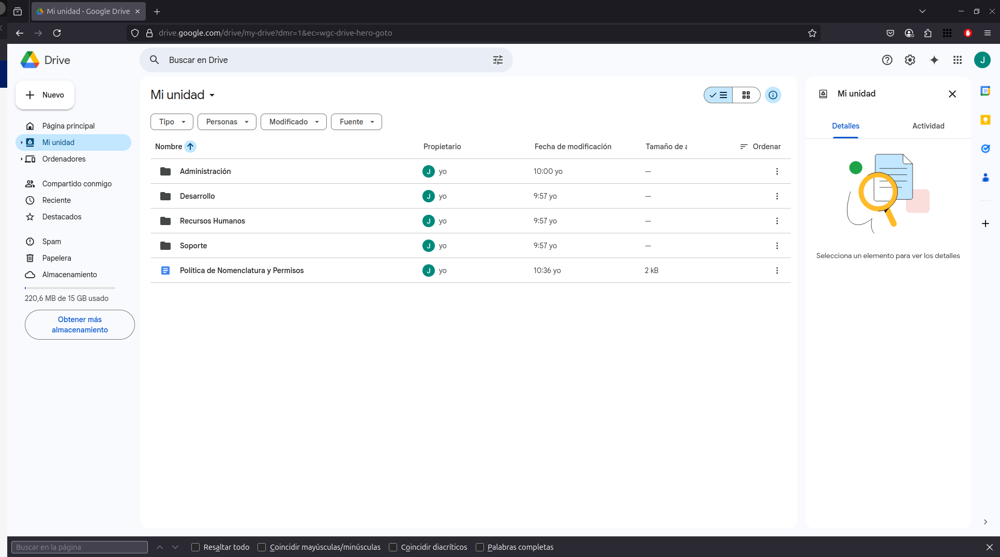 Mi unidad - Google Drive
drive.google.com/drive/my-drive?dmr=1&ec=wgc-drive-hero-goto
Drive
Buscar en Drive
J
Nuevo
Página principal
Mi unidad
Ordenadores
Compartido conmigo
Reciente
Destacados
Spam
Papelera
Almacenamiento
220,6 MB de 15 GB usado
Obtener más
almacenamiento
Mi unidad
Tipo Personas Modificado Fuente
Nombre Propietario Fecha de modificación Tamaño de a Ordenar
Administración J yo 10:00 yo —
Desarrollo J yo 9:57 yo —
Recursos Humanos J yo 9:57 yo —
Soporte J yo 9:57 yo —
Política de Nomenclatura y Permisos J yo 10:36 yo 2 kB
Mi unidad
Detalles Actividad
Selecciona un elemento para ver los detalles
31
Buscar en la página Resaltar todo Coincidir mayúsculas/minúsculas Coincidir diacríticos Palabras completas